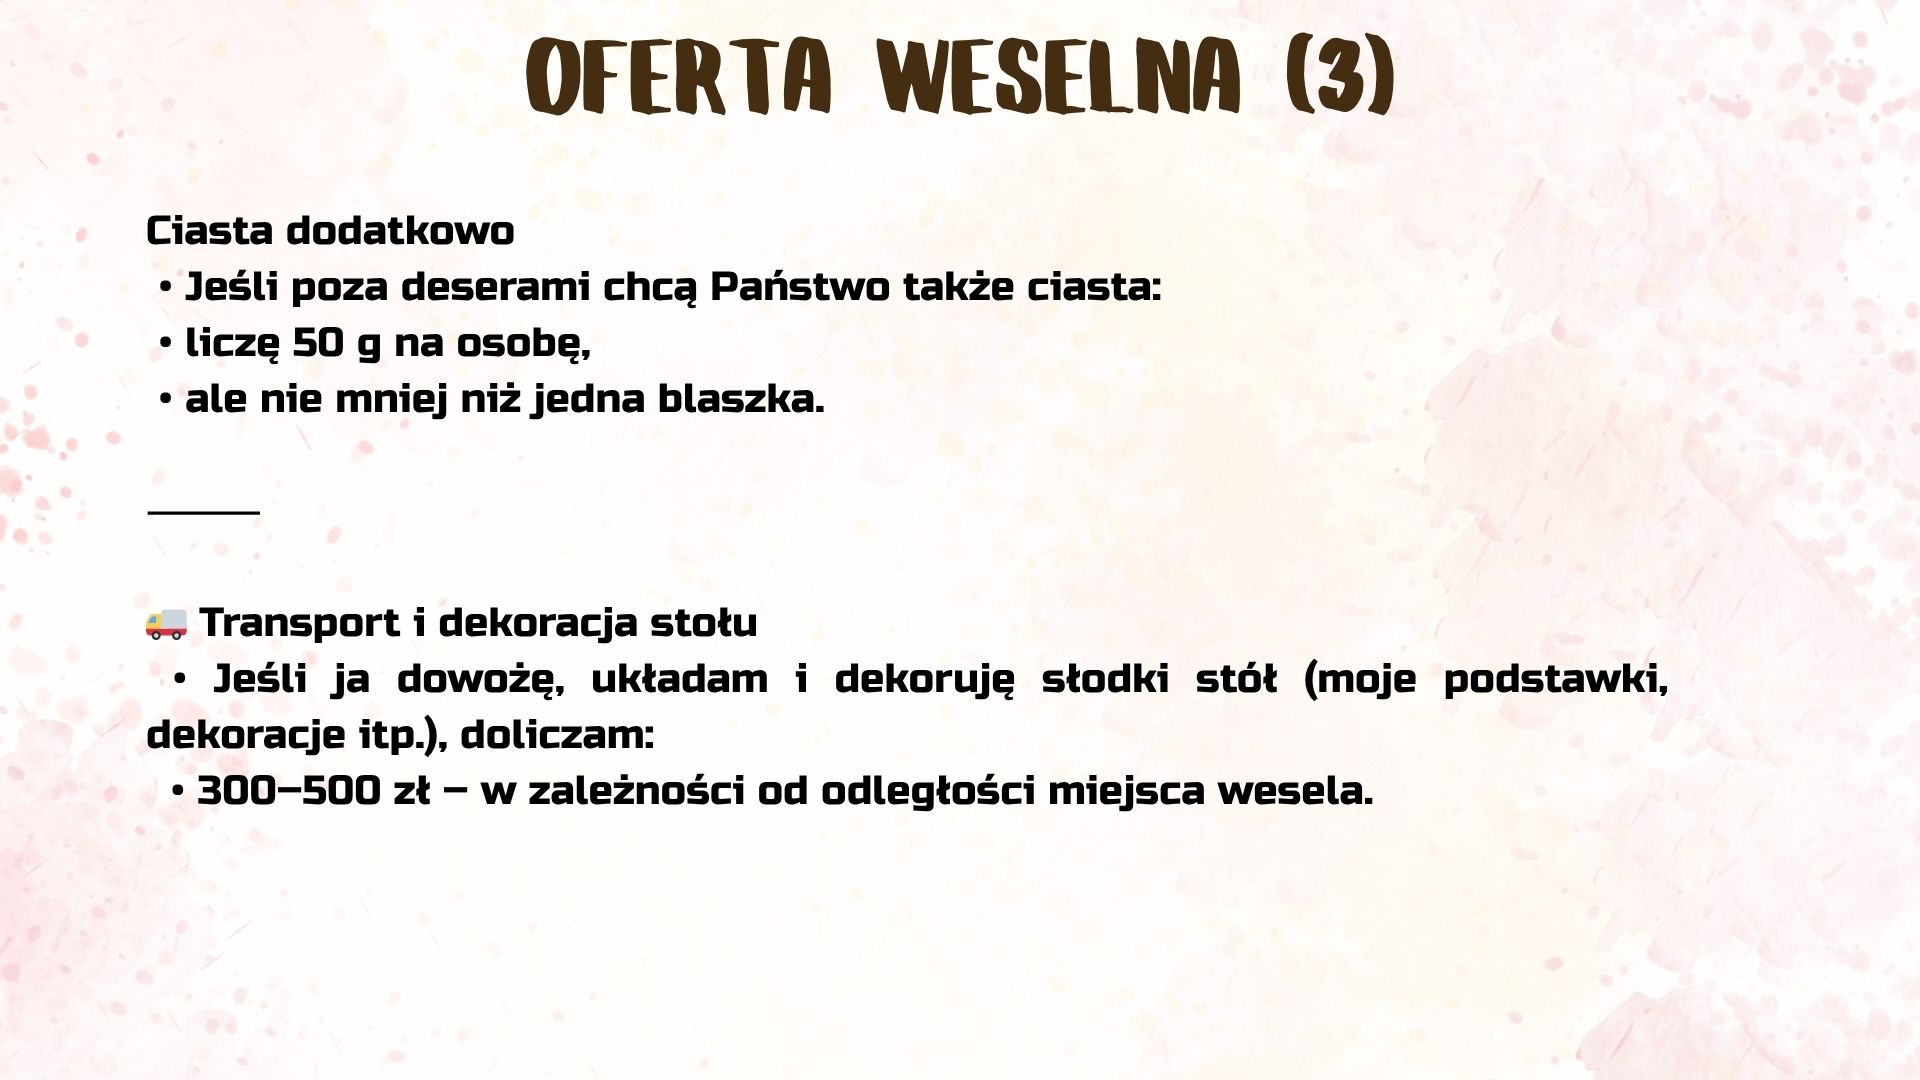 OFERTA WESELNA (3)
Ciasta dodatkowo
• Jeśli poza deserami chcą Państwo także ciasta:
• liczę 50 g na osobę,
• ale nie mniej niż jedna blaszka.
⸻
🚚 Transport i dekoracja stołu
• Jeśli ja dowożę, układam i dekoruję słodki stół (moje podstawki,
dekoracje itp.), doliczam:
• 300–500 zł – w zależności od odległości miejsca wesela.